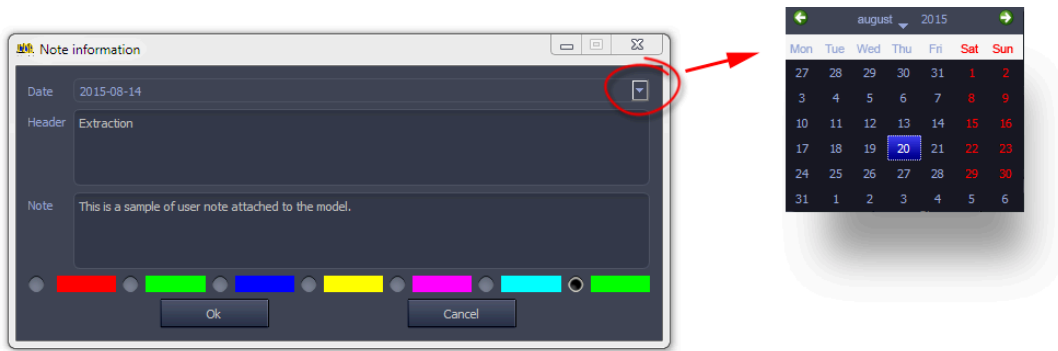 Note information
Date 2015-08-14
Header Extraction
Note This is a sample of user note attached to the model.
Ok Cancel
august 2015
Mon Tue Wed Thu Fri Sat Sun
27 28 29 30 31 1 2
3 4 5 6 7 8 9
10 11 12 13 14 15 16
17 18 19 20 21 22 23
24 25 26 27 28 29 30
31 1 2 3 4 5 6